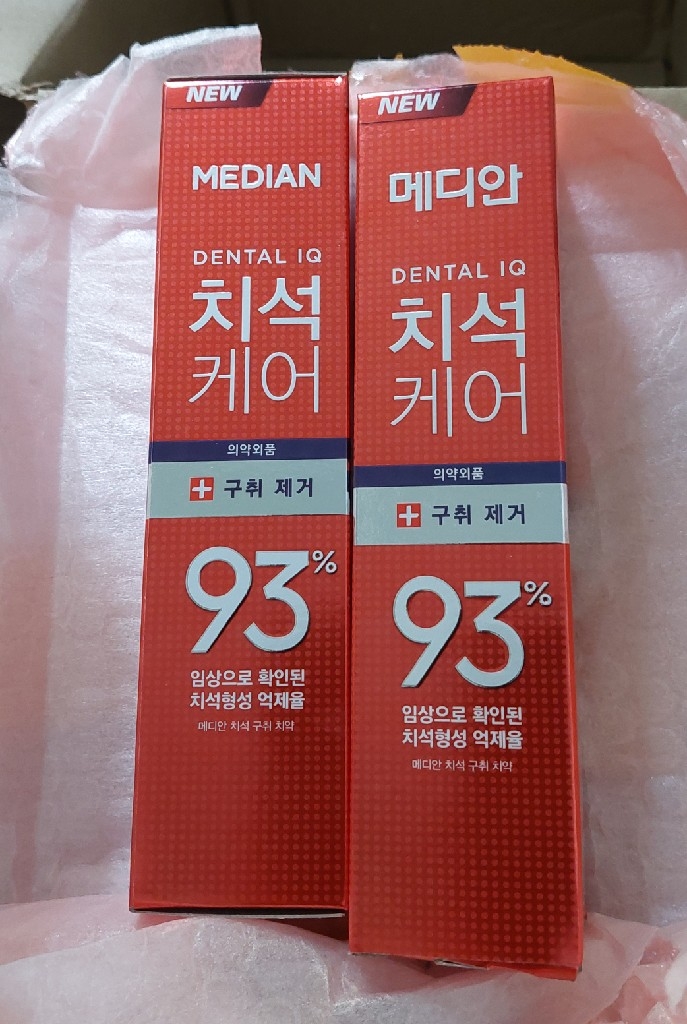 NEW
MEDIAN
DENTAL IQ
치석
케어
의약외품
구취 제거
93%
임상으로 확인된
치석형성 억제율
메디안 치석 구취 치약
NEW
메디안
DENTAL IQ
치석
케어
의약외품
구취 제거
93%
임상으로 확인된
치석형성 억제율
메디안 치석 구취 치약